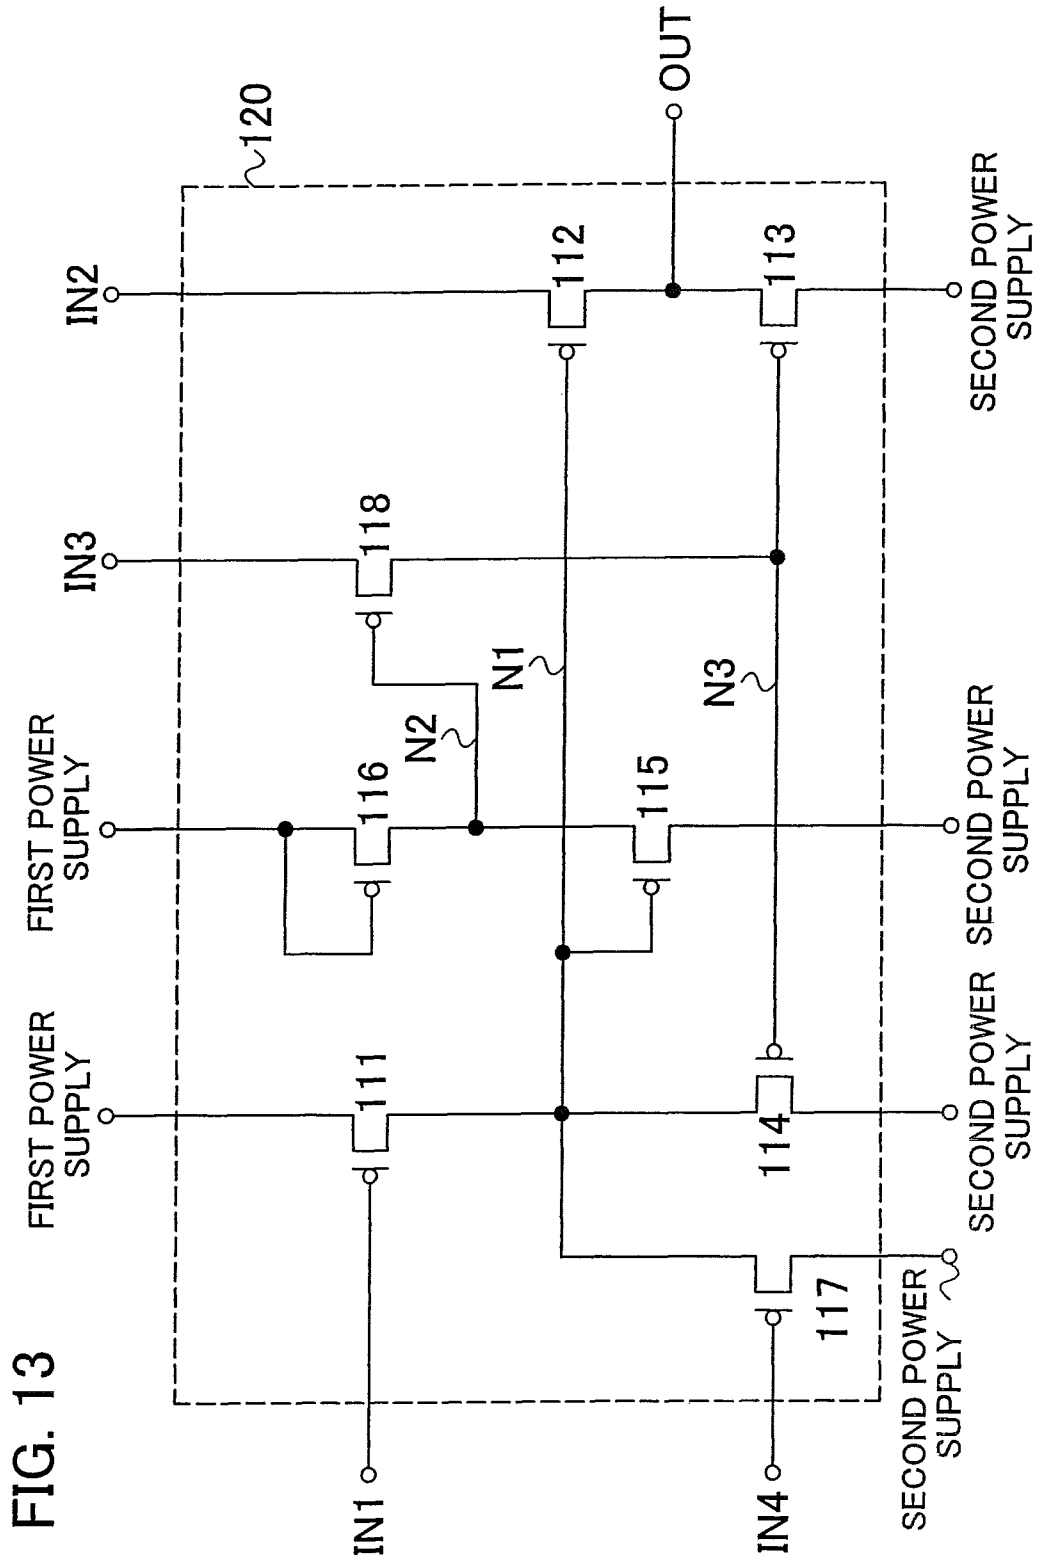 FIG. 13
FIRST POWER
SUPPLY
FIRST POWER
SUPPLY
IN3
IN2
120
IN1
111
116
118
N2
N1
112
OUT
115
N3
113
114
117
IN4
SECOND POWER
SUPPLY
SECOND POWER
SUPPLY
SECOND POWER
SUPPLY
SECOND POWER
SUPPLY